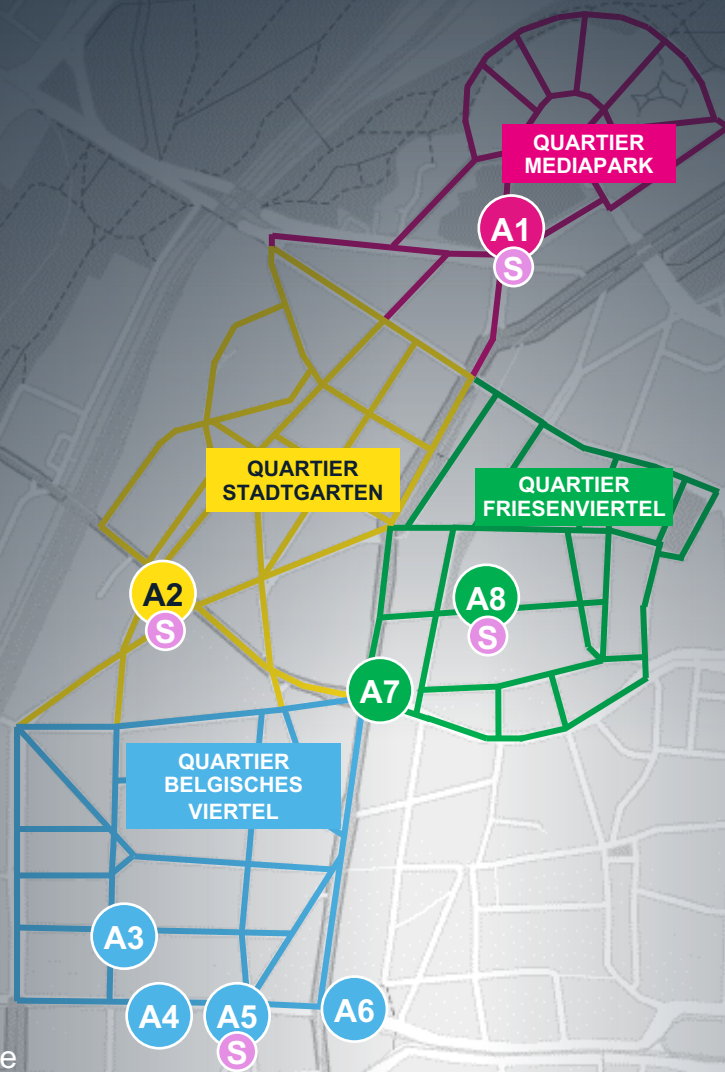 QUARTIER
MEDIAPARK
A1
S
QUARTIER
STADTGARTEN
QUARTIER
FRIESENVIERTEL
A2
S
A8
S
A7
QUARTIER
BELGISCHES
VIERTEL
A3
A4
A5
S
A6
e